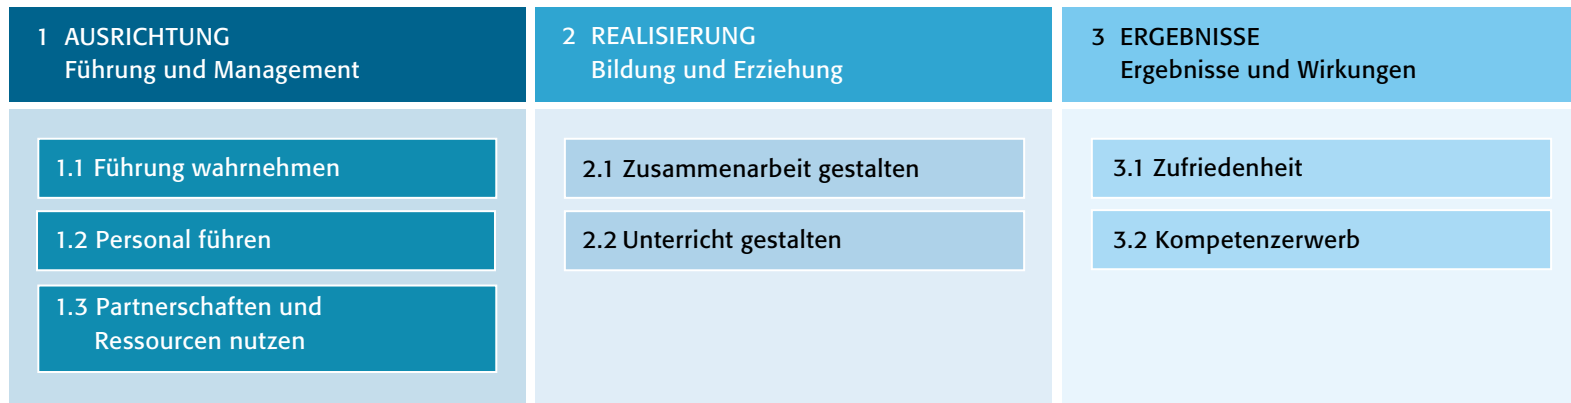 1 AUSRICHTUNG
Führung und Management
1.1 Führung wahrnehmen
1.2 Personal führen
1.3 Partnerschaften und
Ressourcen nutzen
2 REALISIERUNG
Bildung und Erziehung
2.1 Zusammenarbeit gestalten
2.2 Unterricht gestalten
3 ERGEBNISSE
Ergebnisse und Wirkungen
3.1 Zufriedenheit
3.2 Kompetenzerwerb